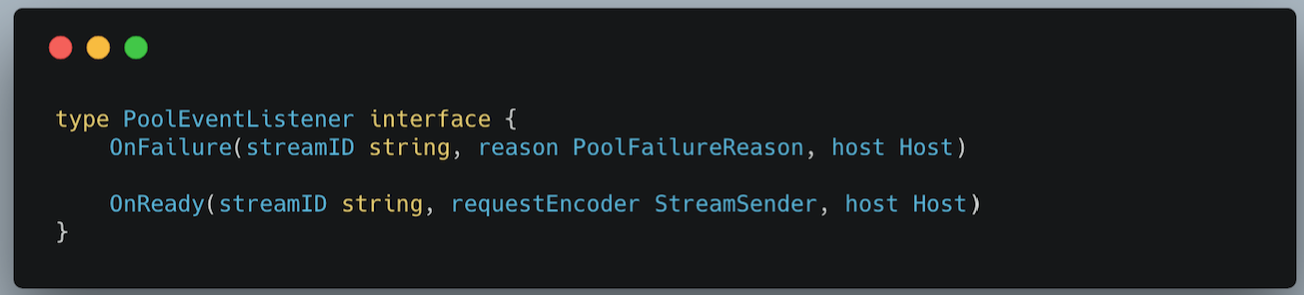 type PoolEventListener interface {
    OnFailure(streamID string, reason PoolFailureReason, host Host)
    OnReady(streamID string, requestEncoder StreamSender, host Host)
}